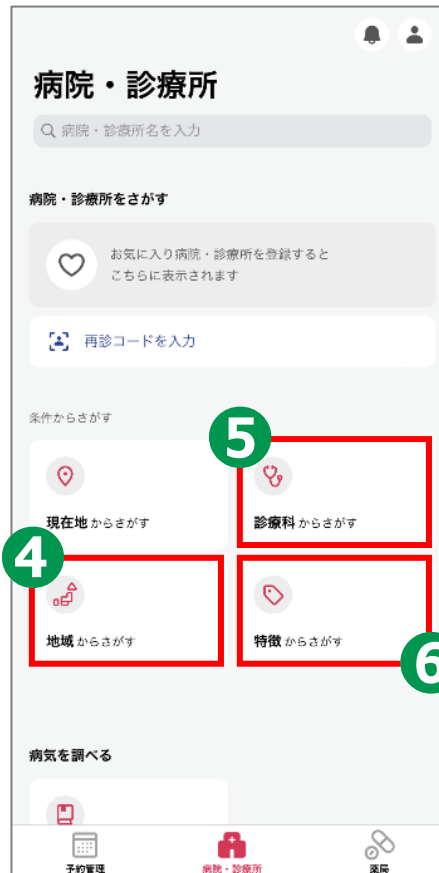 病院・診療所
病院・診療所名を入力
病院・診療所をさがす
お気に入り病院・診療所を登録すると
こちらに表示されます
再診コードを入力
条件からさがす
5
現在地 からさがす
診療科 からさがす
4
地域 からさがす
特徴 からさがす
6
病気を調べる
予約管理
病院・診療所
薬局